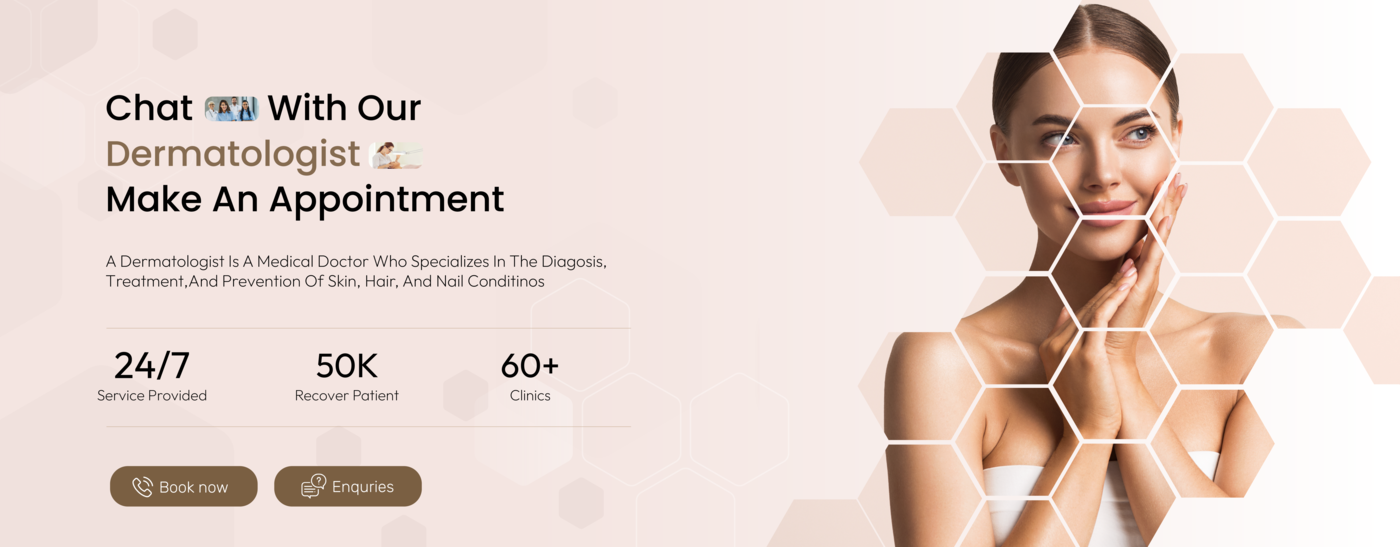 Chat With Our
Dermatologist
Make An Appointment
A Dermatologist Is A Medical Doctor Who Specializes In The Diagosis,
Treatment,And Prevention Of Skin, Hair, And Nail Conditinos
24/7 50K 60+
Service Provided Recover Patient Clinics
Book now Enquries